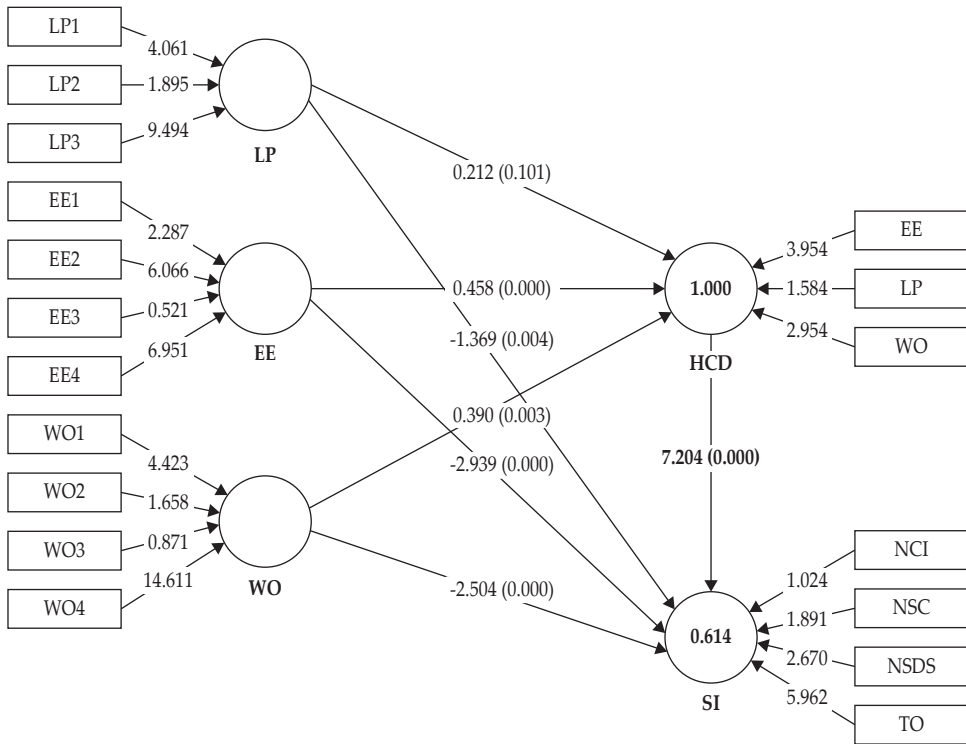 LP1
4.061
LP2
1.895
LP3
9.494
LP
EE1
2.287
EE2
6.066
EE3
0.521
EE4
6.951
EE
WO1
4.423
WO2
1.658
WO3
0.871
WO4
14.611
WO
0.212 (0.101)
0.458 (0.000)
-1.369 (0.004)
0.390 (0.003)
-2.939 (0.000)
-2.504 (0.000)
1.000
HCD
EE
3.954
LP
1.584
WO
2.954
7.204 (0.000)
0.614
SI
NCI
1.024
NSC
1.891
NSDS
2.670
TO
5.962